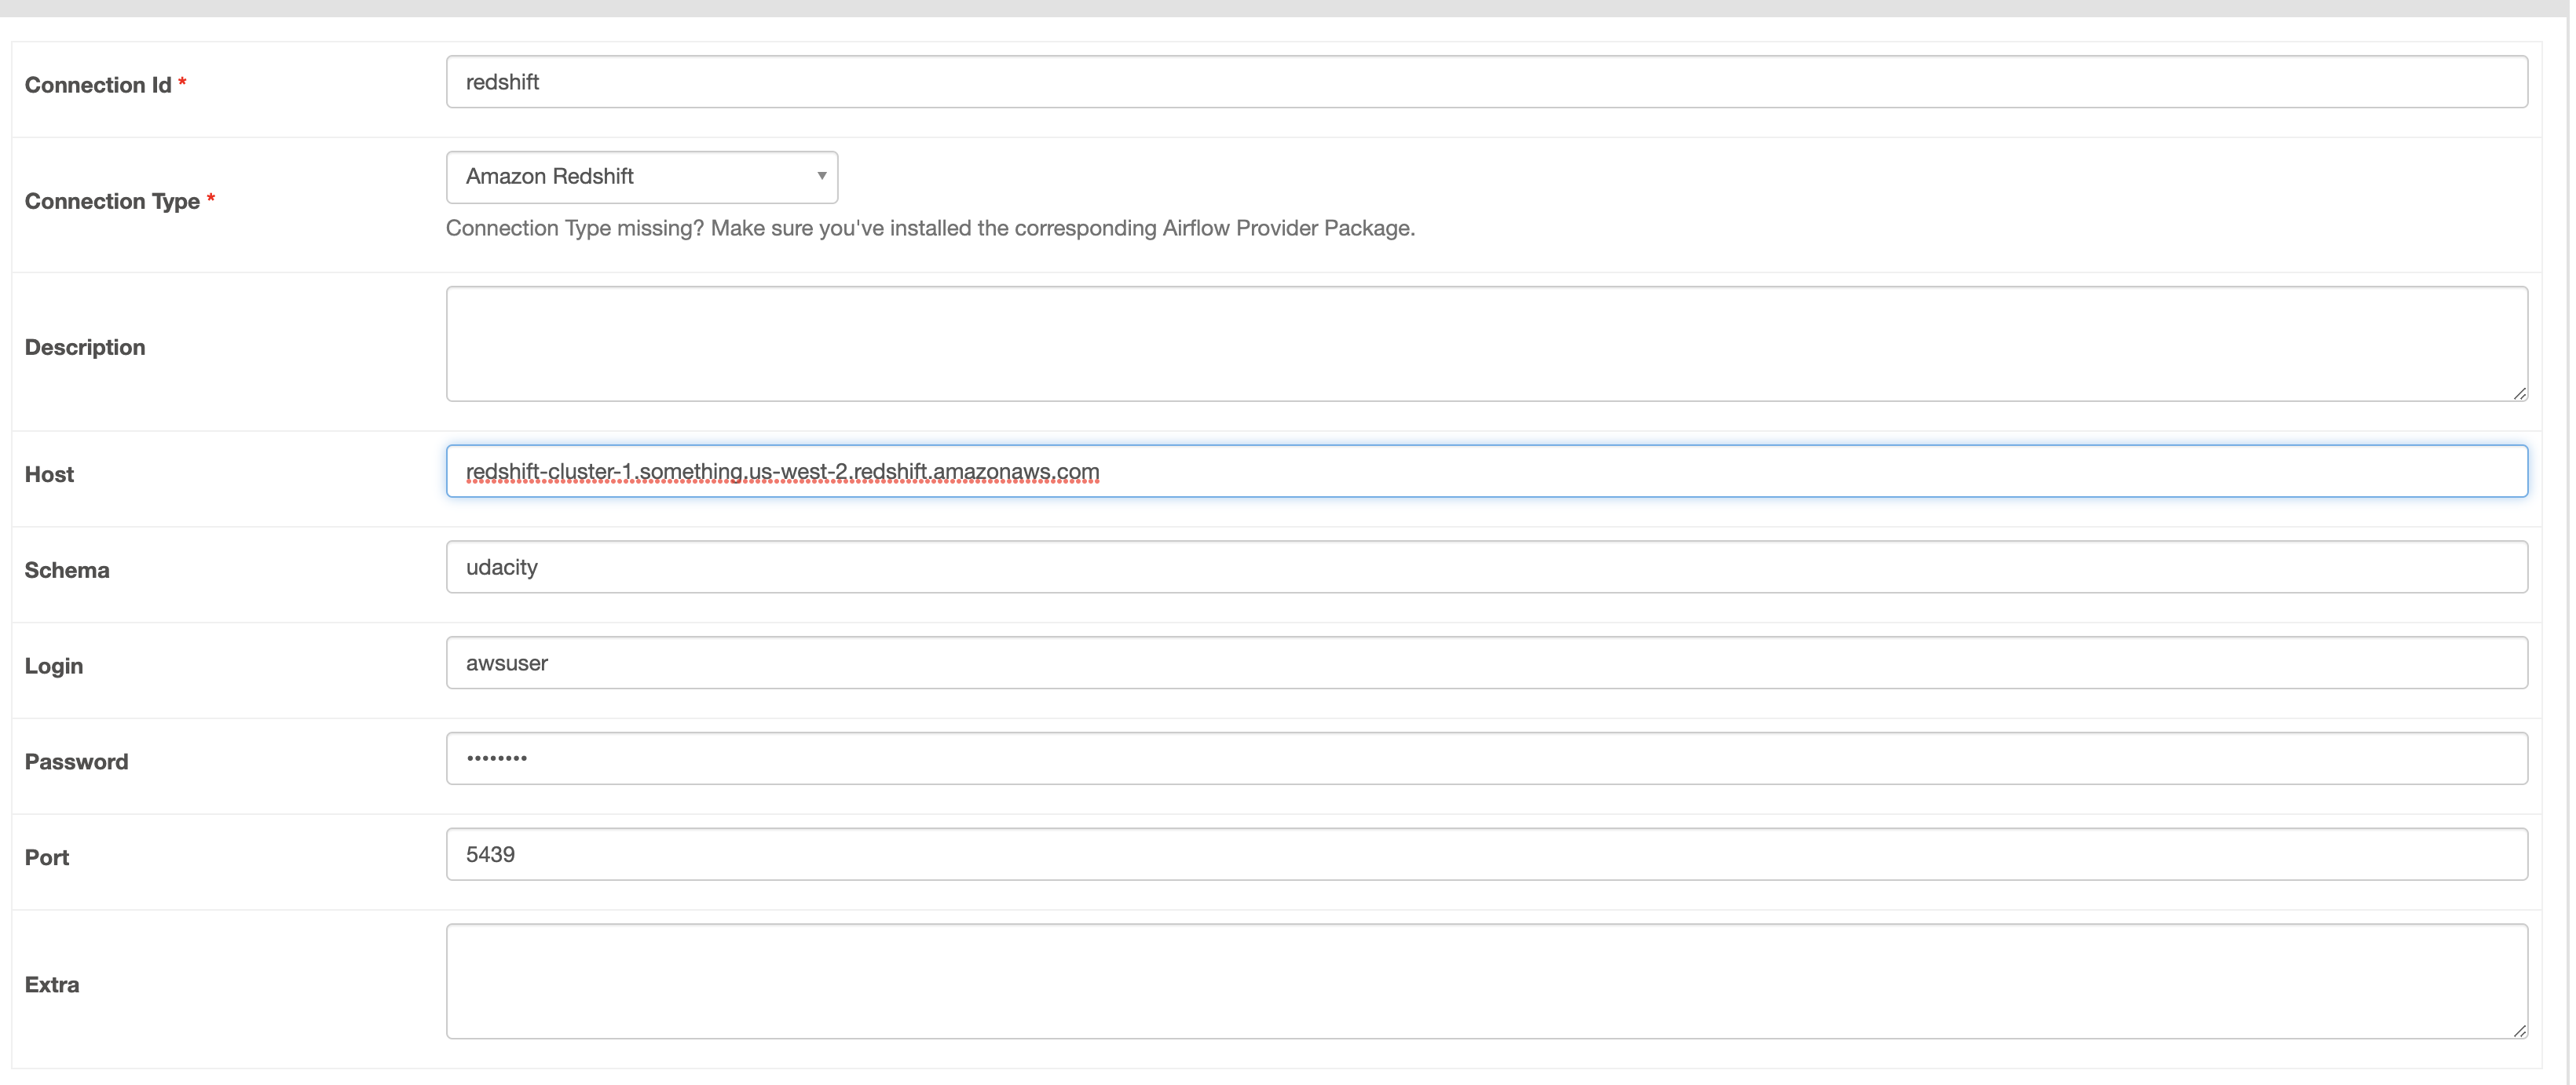 Connection Id *
redshift
Connection Type *
Amazon Redshift
Connection Type missing? Make sure you've installed the corresponding Airflow Provider Package.
Description
Host
redshift-cluster-1.something.us-west-2.redshift.amazonaws.com
Schema
udacity
Login
awsuser
Password
••••••••
Port
5439
Extra